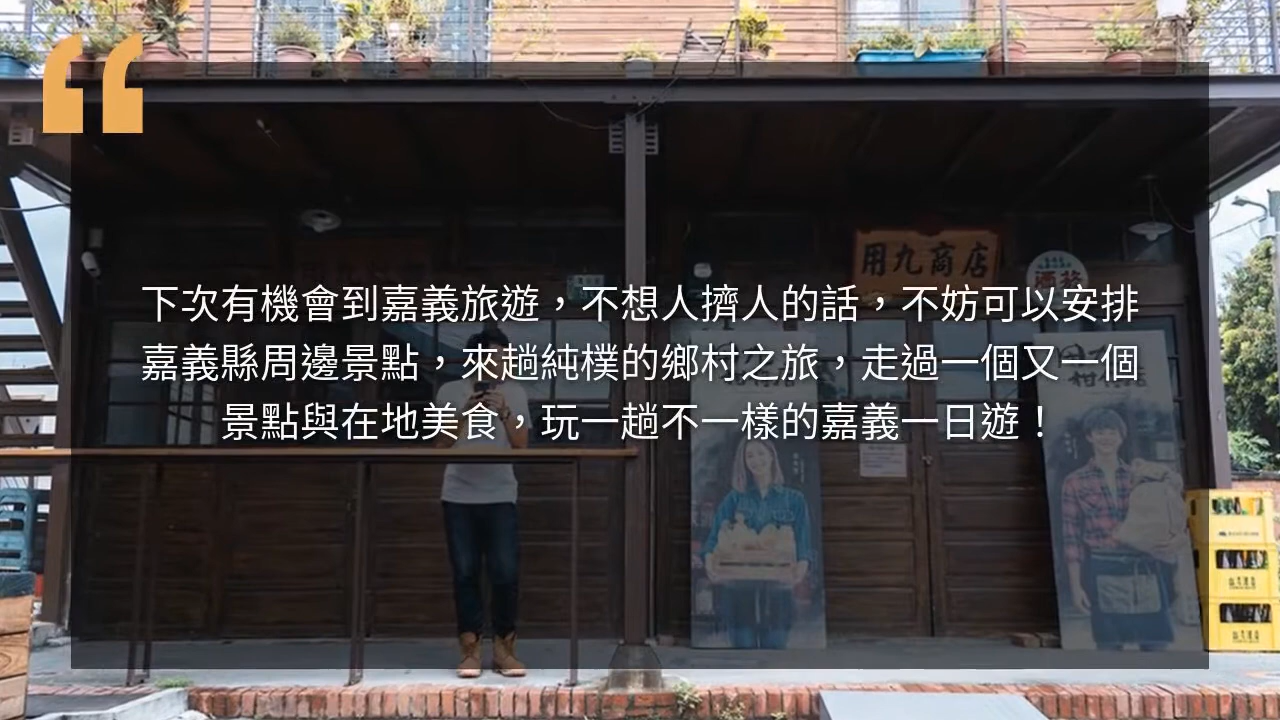 用九商店
下次有機會到嘉義旅遊，不想人擠人的話，不妨可以安排
嘉義縣周邊景點，來趟純樸的鄉村之旅，走過一個又一個
景點與在地美食，玩一趟不一樣的嘉義一日遊！